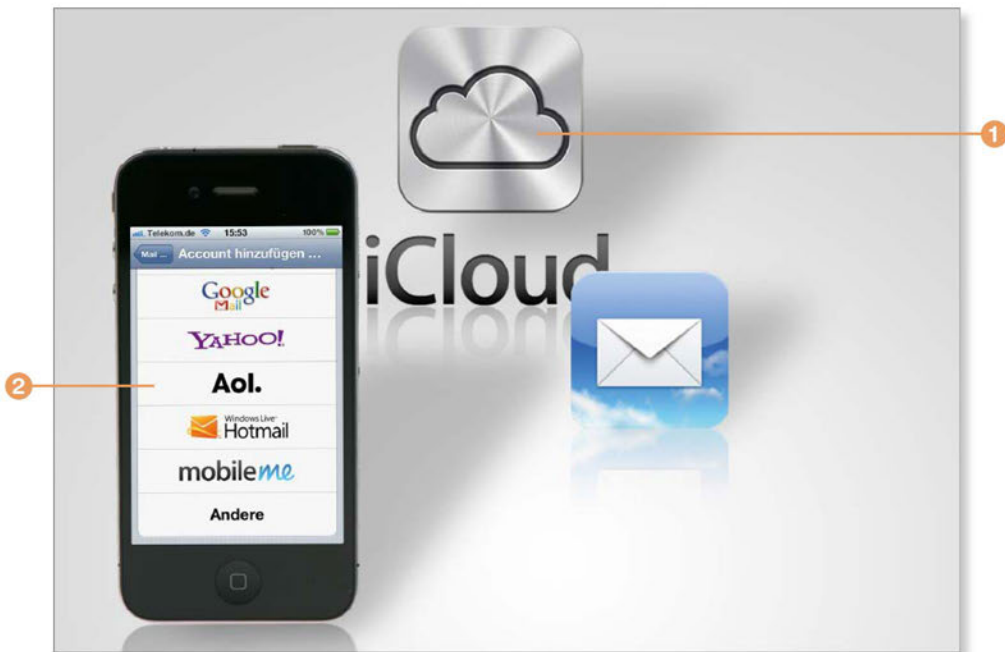 1
Telekom.de 15:53 100%
Mail ... Account hinzufügen ...
Google
Mail
YAHOO!
Aol.
Windows Live™
Hotmail
mobileme
Andere
iCloud
2